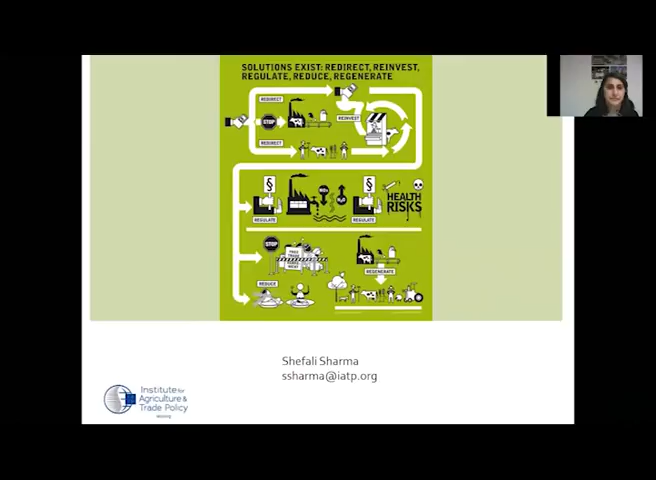 SOLUTIONS EXIST: REDIRECT, REINVEST,
REGULATE, REDUCE, REGENERATE
REDIRECT
STOP
REINVEST
REDIRECT
§
§
REGULATE
REGULATE
HEALTH
RISKS
STOP
REDUCE
REGENERATE
Shefali Sharma
ssharma@iatp.org
Institute for
Agriculture &
Trade Policy